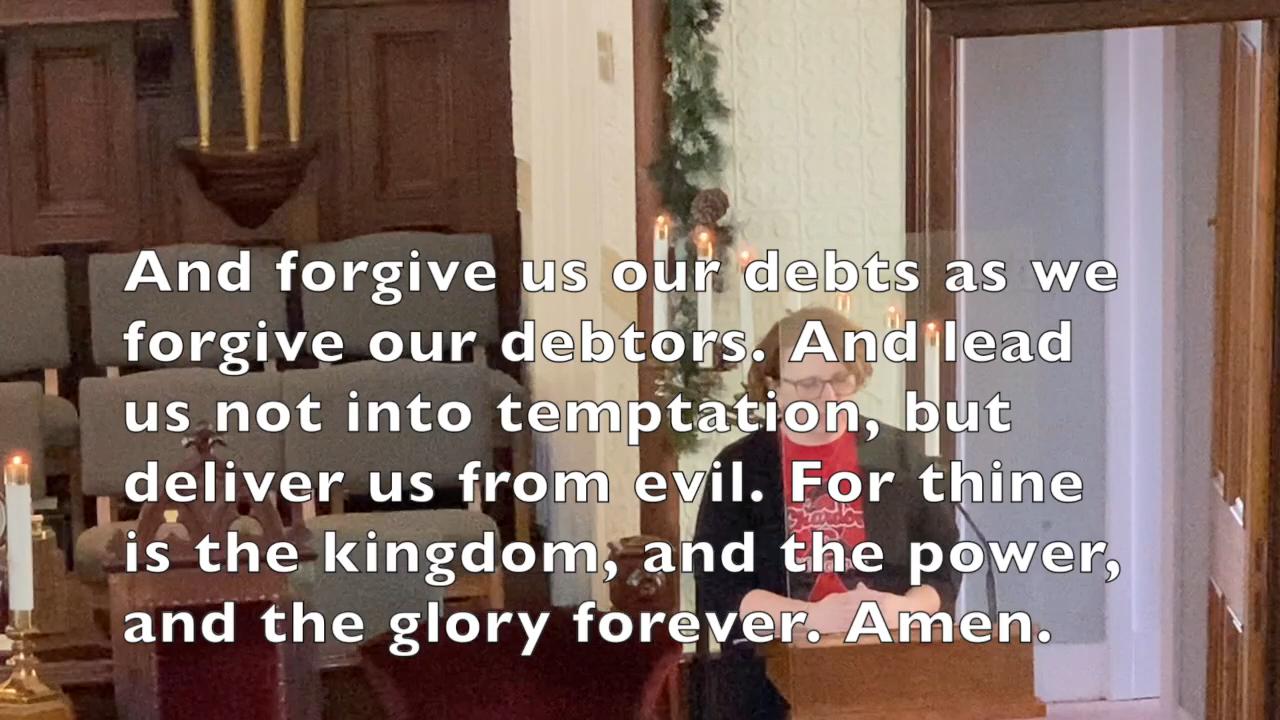 And forgive us our debts as we
forgive our debtors. And lead
us not into temptation, but
deliver us from evil. For thine
is the kingdom, and the power,
and the glory forever. Amen.